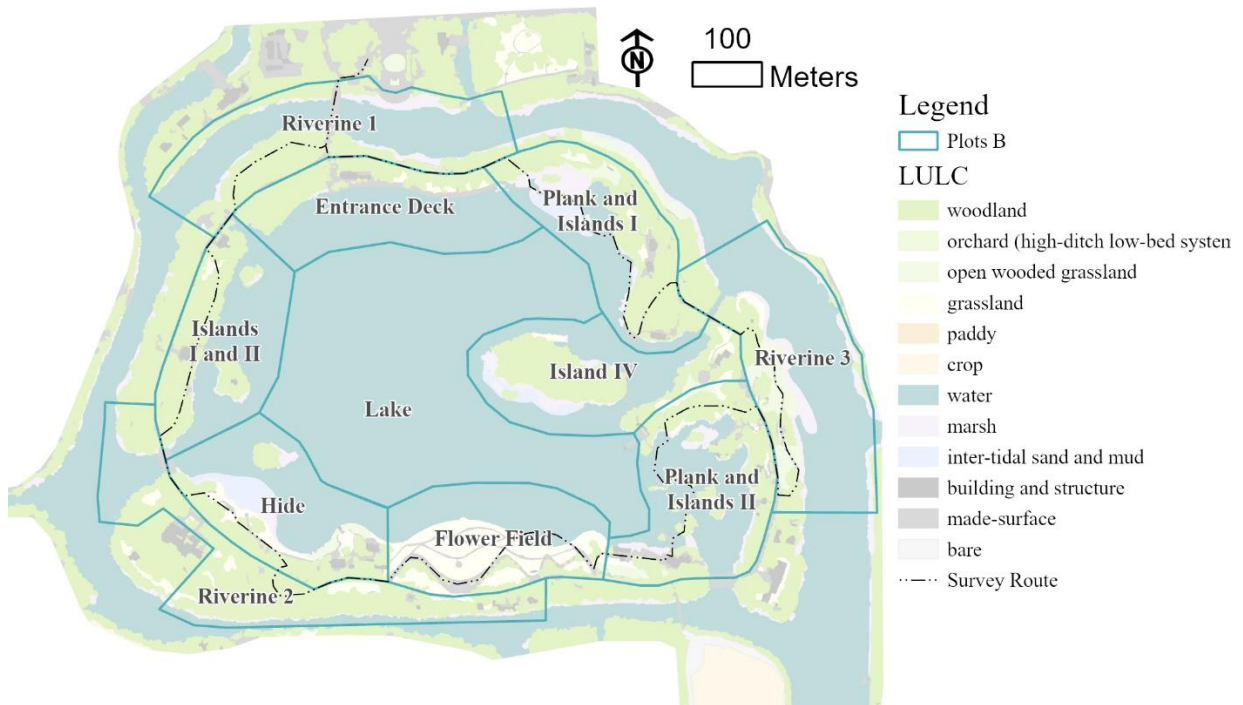 100
N
Meters
Riverine 1
Entrance Deck
Plank and
Islands I
Islands
I and II
Island IV
Riverine 3
Lake
Hide
Plank and
Islands II
Flower Field
Riverine 2
Legend
Plots B
LULC
woodland
orchard (high-ditch low-bed system
open wooded grassland
grassland
paddy
crop
water
marsh
inter-tidal sand and mud
building and structure
made-surface
bare
Survey Route